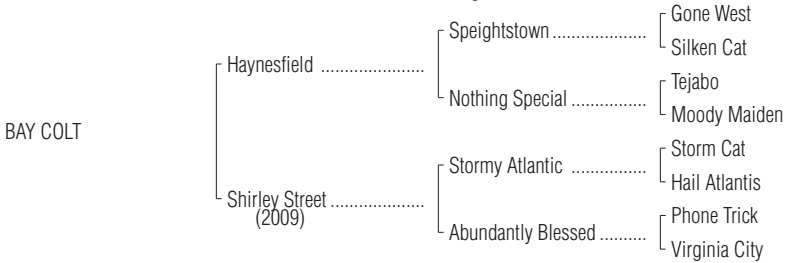 Gone West
Speightstown ....................
Silken Cat
Haynesfield ......................
Tejabo
Nothing Special ................
Moody Maiden
BAY COLT
Storm Cat
Stormy Atlantic ................
Hail Atlantis
Shirley Street ....................
(2009)
Phone Trick
Abundantly Blessed ..........
Virginia City